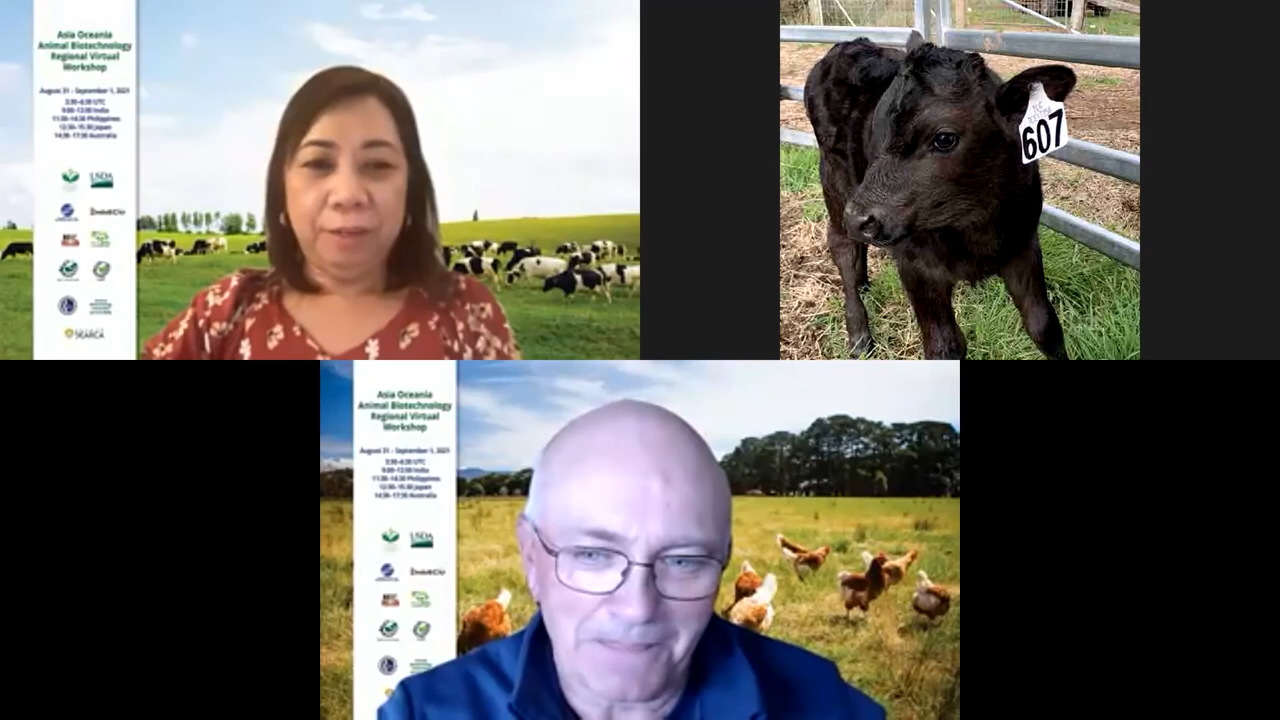 Asia Oceania
Animal Biotechnology
Regional Virtual
Workshop
August 31 - September 1, 2021
3:30-6:30 UTC
9:00-12:00 India
11:30-14:30 Philippines
12:30-15:30 Japan
14:30-17:30 Australia
USDA
SEARCA
607
Asia Oceania
Animal Biotechnology
Regional Virtual
Workshop
August 31 - September 1, 2021
3:30-6:30 UTC
9:00-12:00 India
11:30-14:30 Philippines
12:30-15:30 Japan
14:30-17:30 Australia
USDA